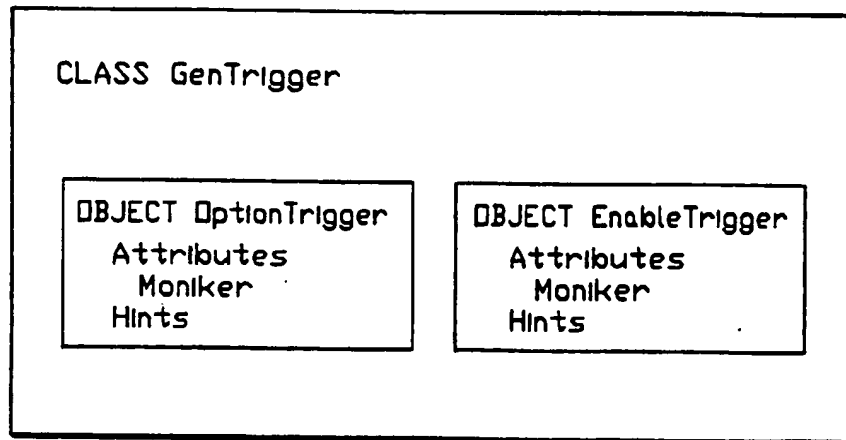 CLASS GenTrigger
OBJECT OptionTrigger
Attributes
Moniker
Hints
OBJECT EnableTrigger
Attributes
Moniker
Hints